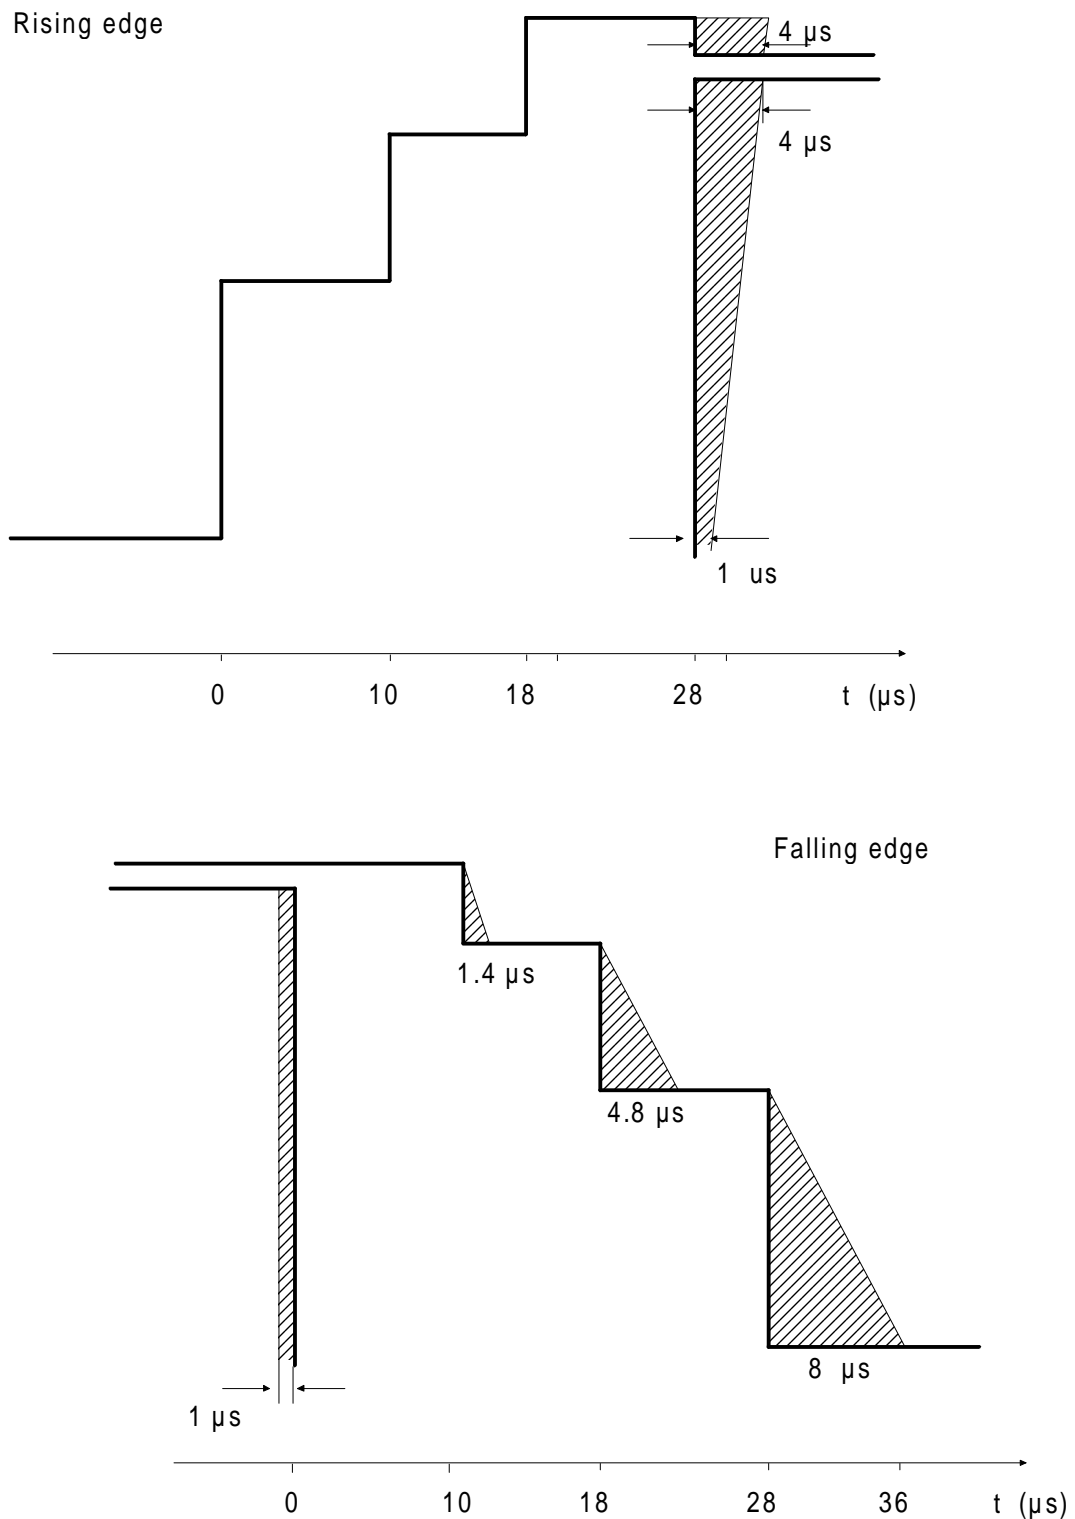 Rising edge
4 µs
4 µs
1 us
0 10 18 28 t (µs)
Falling edge
1.4 µs
4.8 µs
8 µs
1 µs
0 10 18 28 36 t (µs)